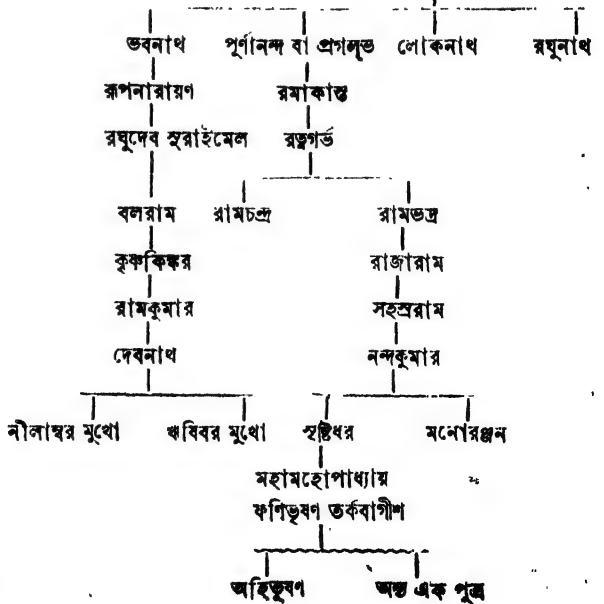 ভবনাথ পূর্ণানন্দ বা প্রগল্‌ভ লোকনাথ রঘুনাথ
রূপনারায়ণ রমাকান্ত
রঘুদেব সুরাইমেল রত্নগর্ভ
বলরাম রামচন্দ্র রামভদ্র
কৃষ্ণকিঙ্কর রাজারাম
রামকুমার সহস্ররাম
দেবনাথ নন্দকুমার
নীলাম্বর মুখো ঋষিবর মুখো সৃষ্টিধর মনোরঞ্জন
মহামহোপাধ্যায়
ফণিভূষণ তর্কবাগীশ
অহিভূষণ অন্য এক পুত্র